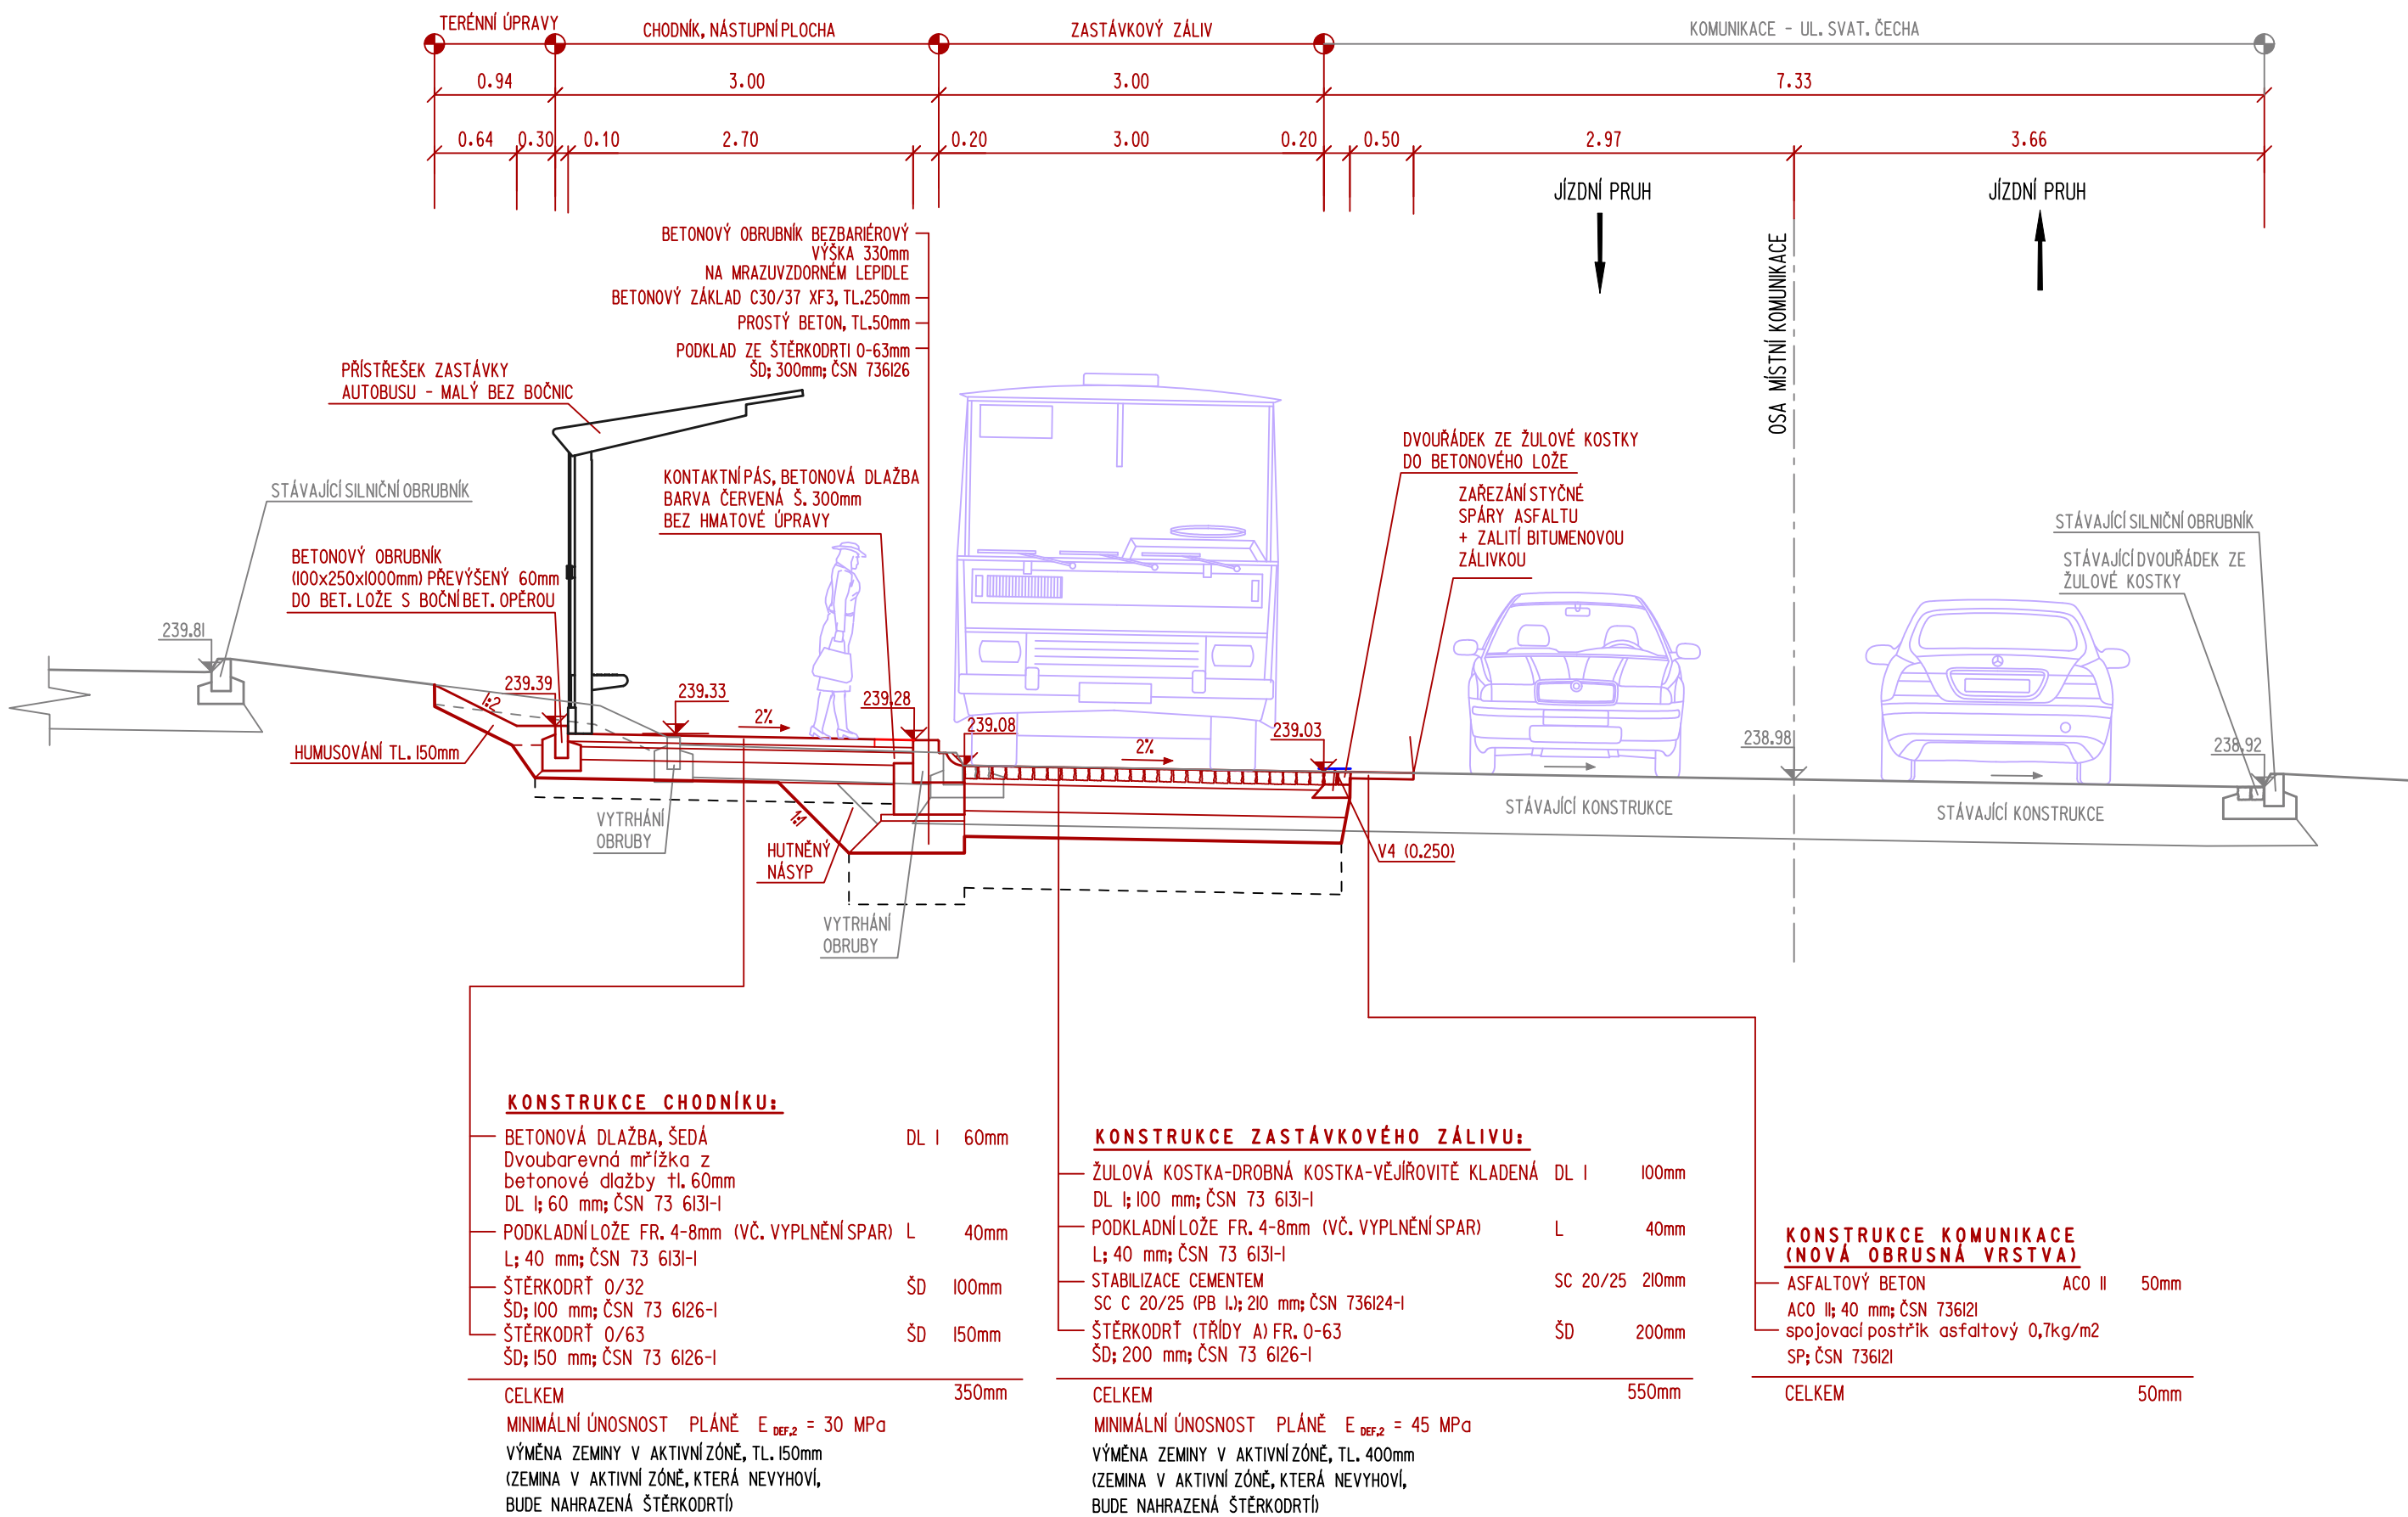 TERÉNNÍ ÚPRAVY
CHODNÍK, NÁSTUPNÍ PLOCHA
ZASTÁVKOVÝ ZÁLIV
KOMUNIKACE - UL. SVAT. ČECHA
0.94
3.00
3.00
7.33
0.64
0.30
0.10
2.70
0.20
3.00
0.20
0.50
2.97
3.66
JÍZDNÍ PRUH
JÍZDNÍ PRUH
OSA MÍSTNÍ KOMUNIKACE
BETONOVÝ OBRUBNÍK BEZBARIÉROVÝ
VÝŠKA 330mm
NA MRAZUVZDORNÉM LEPIDLE
BETONOVÝ ZÁKLAD C30/37 XF3, TL.250mm
PROSTÝ BETON, TL.50mm
PODKLAD ZE ŠTĚRKODRTI 0-63mm
ŠD; 300mm; ČSN 736126
PŘÍSTŘEŠEK ZASTÁVKY
AUTOBUSU - MALÝ BEZ BOČNIC
STÁVAJÍCÍ SILNIČNÍ OBRUBNÍK
KONTAKTNÍ PÁS, BETONOVÁ DLAŽBA
BARVA ČERVENÁ Š. 300mm
BEZ HMATOVÉ ÚPRAVY
DVOUŘÁDEK ZE ŽULOVÉ KOSTKY
DO BETONOVÉHO LOŽE
ZAŘEZÁNÍ STYČNÉ
SPÁRY ASFALTU
+ ZALITÍ BITUMENOVOU
ZÁLIVKOU
STÁVAJÍCÍ SILNIČNÍ OBRUBNÍK
STÁVAJÍCÍ DVOUŘÁDEK ZE
ŽULOVÉ KOSTKY
BETONOVÝ OBRUBNÍK
(100x250x1000mm) PŘEVÝŠENÝ 60mm
DO BET. LOŽE S BOČNÍ BET. OPĚROU
239.81
239.39
239.33
239.28
239.08
239.03
238.98
238.92
1:2
2%
2%
HUMUSOVÁNÍ TL. 150mm
VYTRHÁNÍ
OBRUBY
1:1
HUTNĚNÝ
NÁSYP
VYTRHÁNÍ
OBRUBY
V4 (0.250)
STÁVAJÍCÍ KONSTRUKCE
STÁVAJÍCÍ KONSTRUKCE
KONSTRUKCE CHODNÍKU:
BETONOVÁ DLAŽBA, ŠEDÁ DL I 60mm
Dvoubarevná mřížka z
betonové dlažby tl. 60mm
DL I; 60 mm; ČSN 73 6131-1
PODKLADNÍ LOŽE FR. 4-8mm (VČ. VYPLNĚNÍ SPAR) L 40mm
L; 40 mm; ČSN 73 6131-1
ŠTĚRKODRŤ 0/32 ŠD 100mm
ŠD; 100 mm; ČSN 73 6126-1
ŠTĚRKODRŤ 0/63 ŠD 150mm
ŠD; 150 mm; ČSN 73 6126-1
CELKEM 350mm
MINIMÁLNÍ ÚNOSNOST PLÁNĚ E DEF,2 = 30 MPa
VÝMĚNA ZEMINY V AKTIVNÍ ZÓNĚ, TL. 150mm
(ZEMINA V AKTIVNÍ ZÓNĚ, KTERÁ NEVYHOVÍ,
BUDE NAHRAZENÁ ŠTĚRKODRTÍ)
KONSTRUKCE ZASTÁVKOVÉHO ZÁLIVU:
ŽULOVÁ KOSTKA-DROBNÁ KOSTKA-VĚJÍŘOVITĚ KLADENÁ DL I 100mm
DL I; 100 mm; ČSN 73 6131-1
PODKLADNÍ LOŽE FR. 4-8mm (VČ. VYPLNĚNÍ SPAR) L 40mm
L; 40 mm; ČSN 73 6131-1
STABILIZACE CEMENTEM SC 20/25 210mm
SC C 20/25 (PB I.); 210 mm; ČSN 736124-1
ŠTĚRKODRŤ (TŘÍDY A) FR. 0-63 ŠD 200mm
ŠD; 200 mm; ČSN 73 6126-1
CELKEM 550mm
MINIMÁLNÍ ÚNOSNOST PLÁNĚ E DEF,2 = 45 MPa
VÝMĚNA ZEMINY V AKTIVNÍ ZÓNĚ, TL. 400mm
(ZEMINA V AKTIVNÍ ZÓNĚ, KTERÁ NEVYHOVÍ,
BUDE NAHRAZENÁ ŠTĚRKODRTÍ)
KONSTRUKCE KOMUNIKACE
(NOVÁ OBRUSNÁ VRSTVA)
ASFALTOVÝ BETON ACO 11 50mm
ACO 11; 40 mm; ČSN 736121
spojovací postřik asfaltový 0,7kg/m2
SP; ČSN 736121
CELKEM 50mm